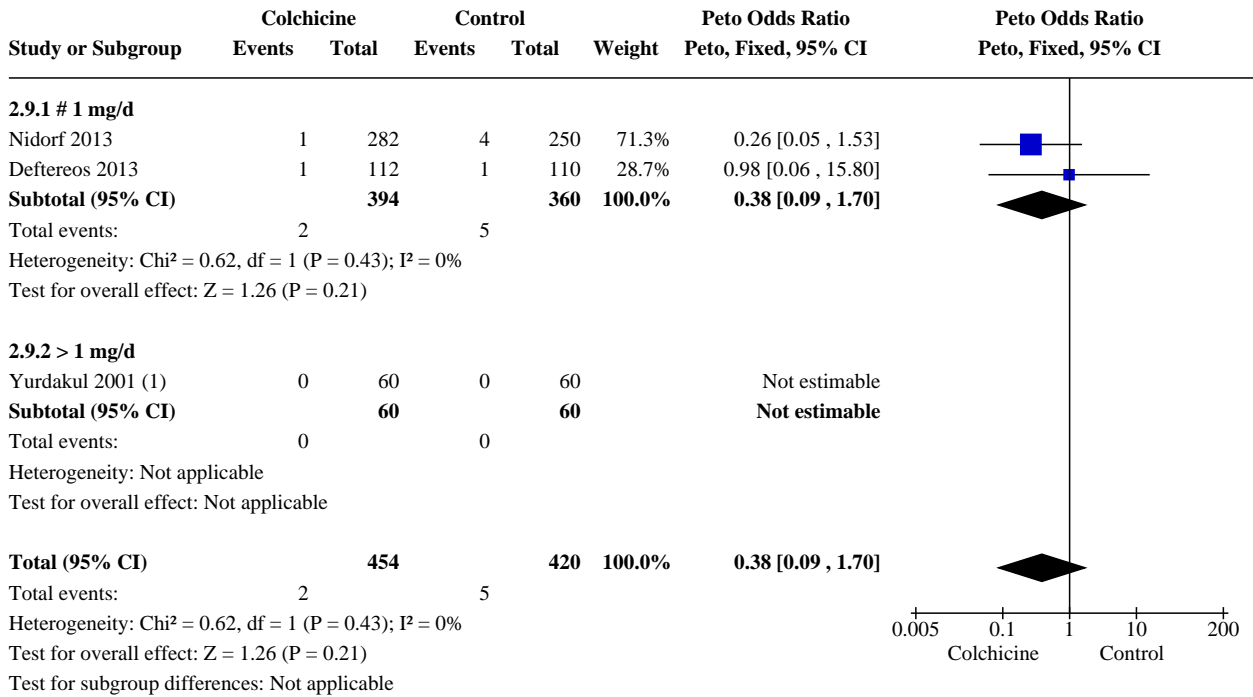 Colchicine Control Peto Odds Ratio Peto Odds Ratio
Study or Subgroup Events Total Events Total Weight Peto, Fixed, 95% CI Peto, Fixed, 95% CI
2.9.1 # 1 mg/d
Nidorf 2013 1 282 4 250 71.3% 0.26 [0.05 , 1.53]
Deftereos 2013 1 112 1 110 28.7% 0.98 [0.06 , 15.80]
Subtotal (95% CI) 394 360 100.0% 0.38 [0.09 , 1.70]
Total events: 2 5
Heterogeneity: Chi² = 0.62, df = 1 (P = 0.43); I² = 0%
Test for overall effect: Z = 1.26 (P = 0.21)
2.9.2 > 1 mg/d
Yurdakul 2001 (1) 0 60 0 60 Not estimable
Subtotal (95% CI) 60 60 Not estimable
Total events: 0 0
Heterogeneity: Not applicable
Test for overall effect: Not applicable
Total (95% CI) 454 420 100.0% 0.38 [0.09 , 1.70]
Total events: 2 5
Heterogeneity: Chi² = 0.62, df = 1 (P = 0.43); I² = 0%
0.005 0.1 1 10 200
Test for overall effect: Z = 1.26 (P = 0.21) Colchicine Control
Test for subgroup differences: Not applicable